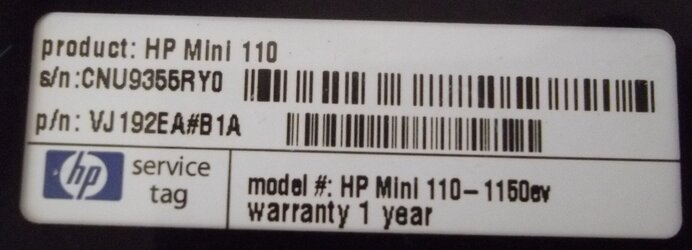 product: HP Mini 110
s/n:CNU9355RY0
p/n: VJ192EA#B1A
hp
service
tag
model #: HP Mini 110-1150ev
warranty 1 year